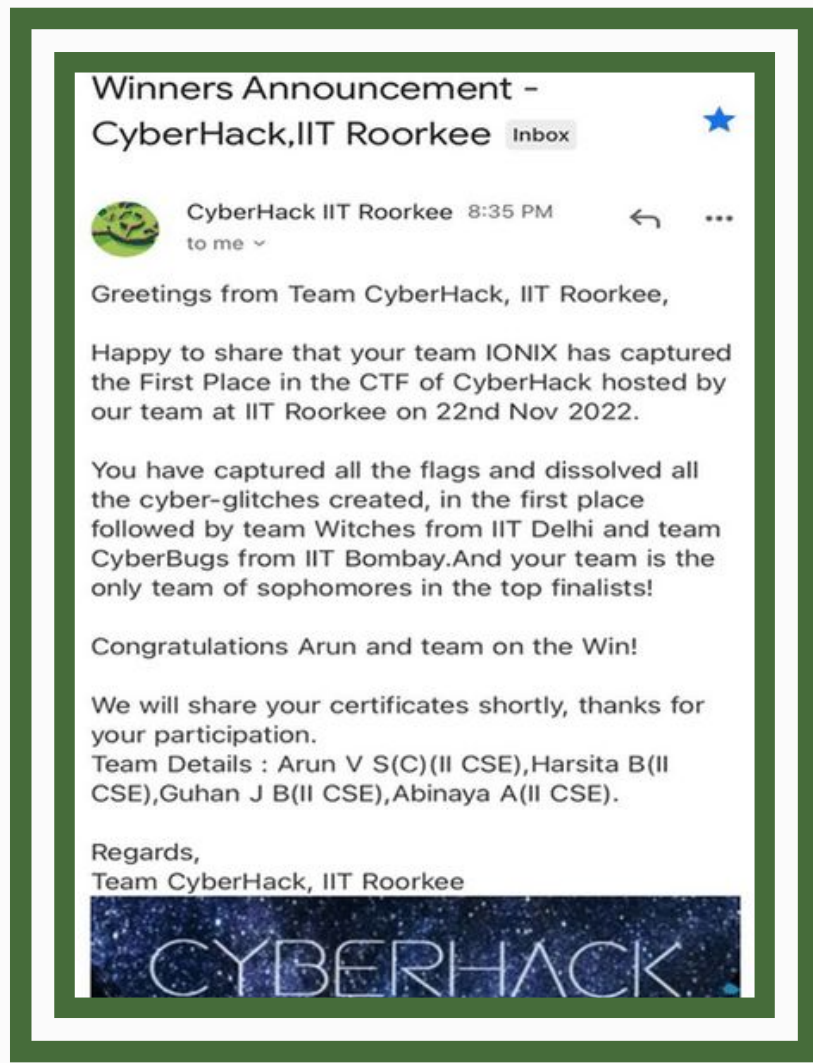 Winners Announcement -
CyberHack,IIT Roorkee Inbox
CyberHack IIT Roorkee 8:35 PM
to me
Greetings from Team CyberHack, IIT Roorkee,
Happy to share that your team IONIX has captured
the First Place in the CTF of CyberHack hosted by
our team at IIT Roorkee on 22nd Nov 2022.
You have captured all the flags and dissolved all
the cyber-glitches created, in the first place
followed by team Witches from IIT Delhi and team
CyberBugs from IIT Bombay.And your team is the
only team of sophomores in the top finalists!
Congratulations Arun and team on the Win!
We will share your certificates shortly, thanks for
your participation.
Team Details : Arun V S(C)(II CSE),Harsita B(II
CSE),Guhan J B(II CSE),Abinaya A(II CSE).
Regards,
Team CyberHack, IIT Roorkee
CYBERHACK